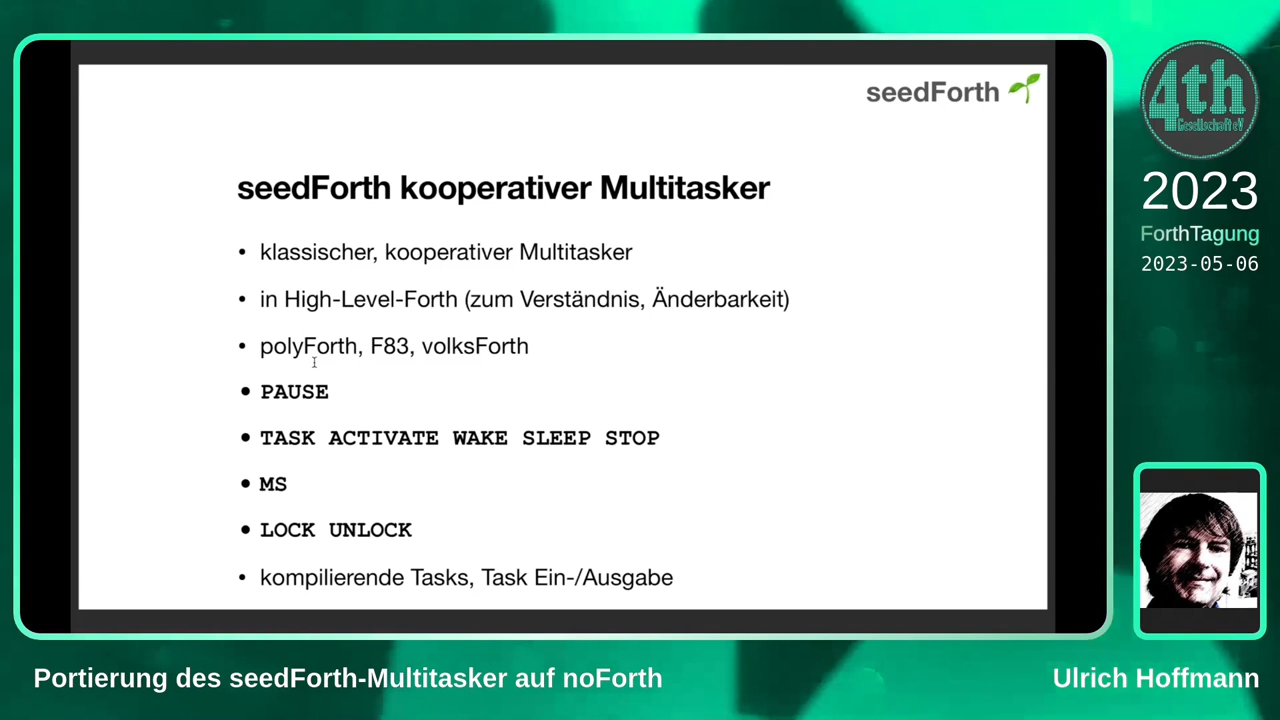 seedForth
seedForth kooperativer Multitasker
• klassischer, kooperativer Multitasker
• in High-Level-Forth (zum Verständnis, Änderbarkeit)
• polyForth, F83, volksForth
• PAUSE
• TASK ACTIVATE WAKE SLEEP STOP
• MS
• LOCK UNLOCK
• kompilierende Tasks, Task Ein-/Ausgabe
4th
Gesellschaft eV
2023
ForthTagung
2023-05-06
Portierung des seedForth-Multitasker auf noForth
Ulrich Hoffmann